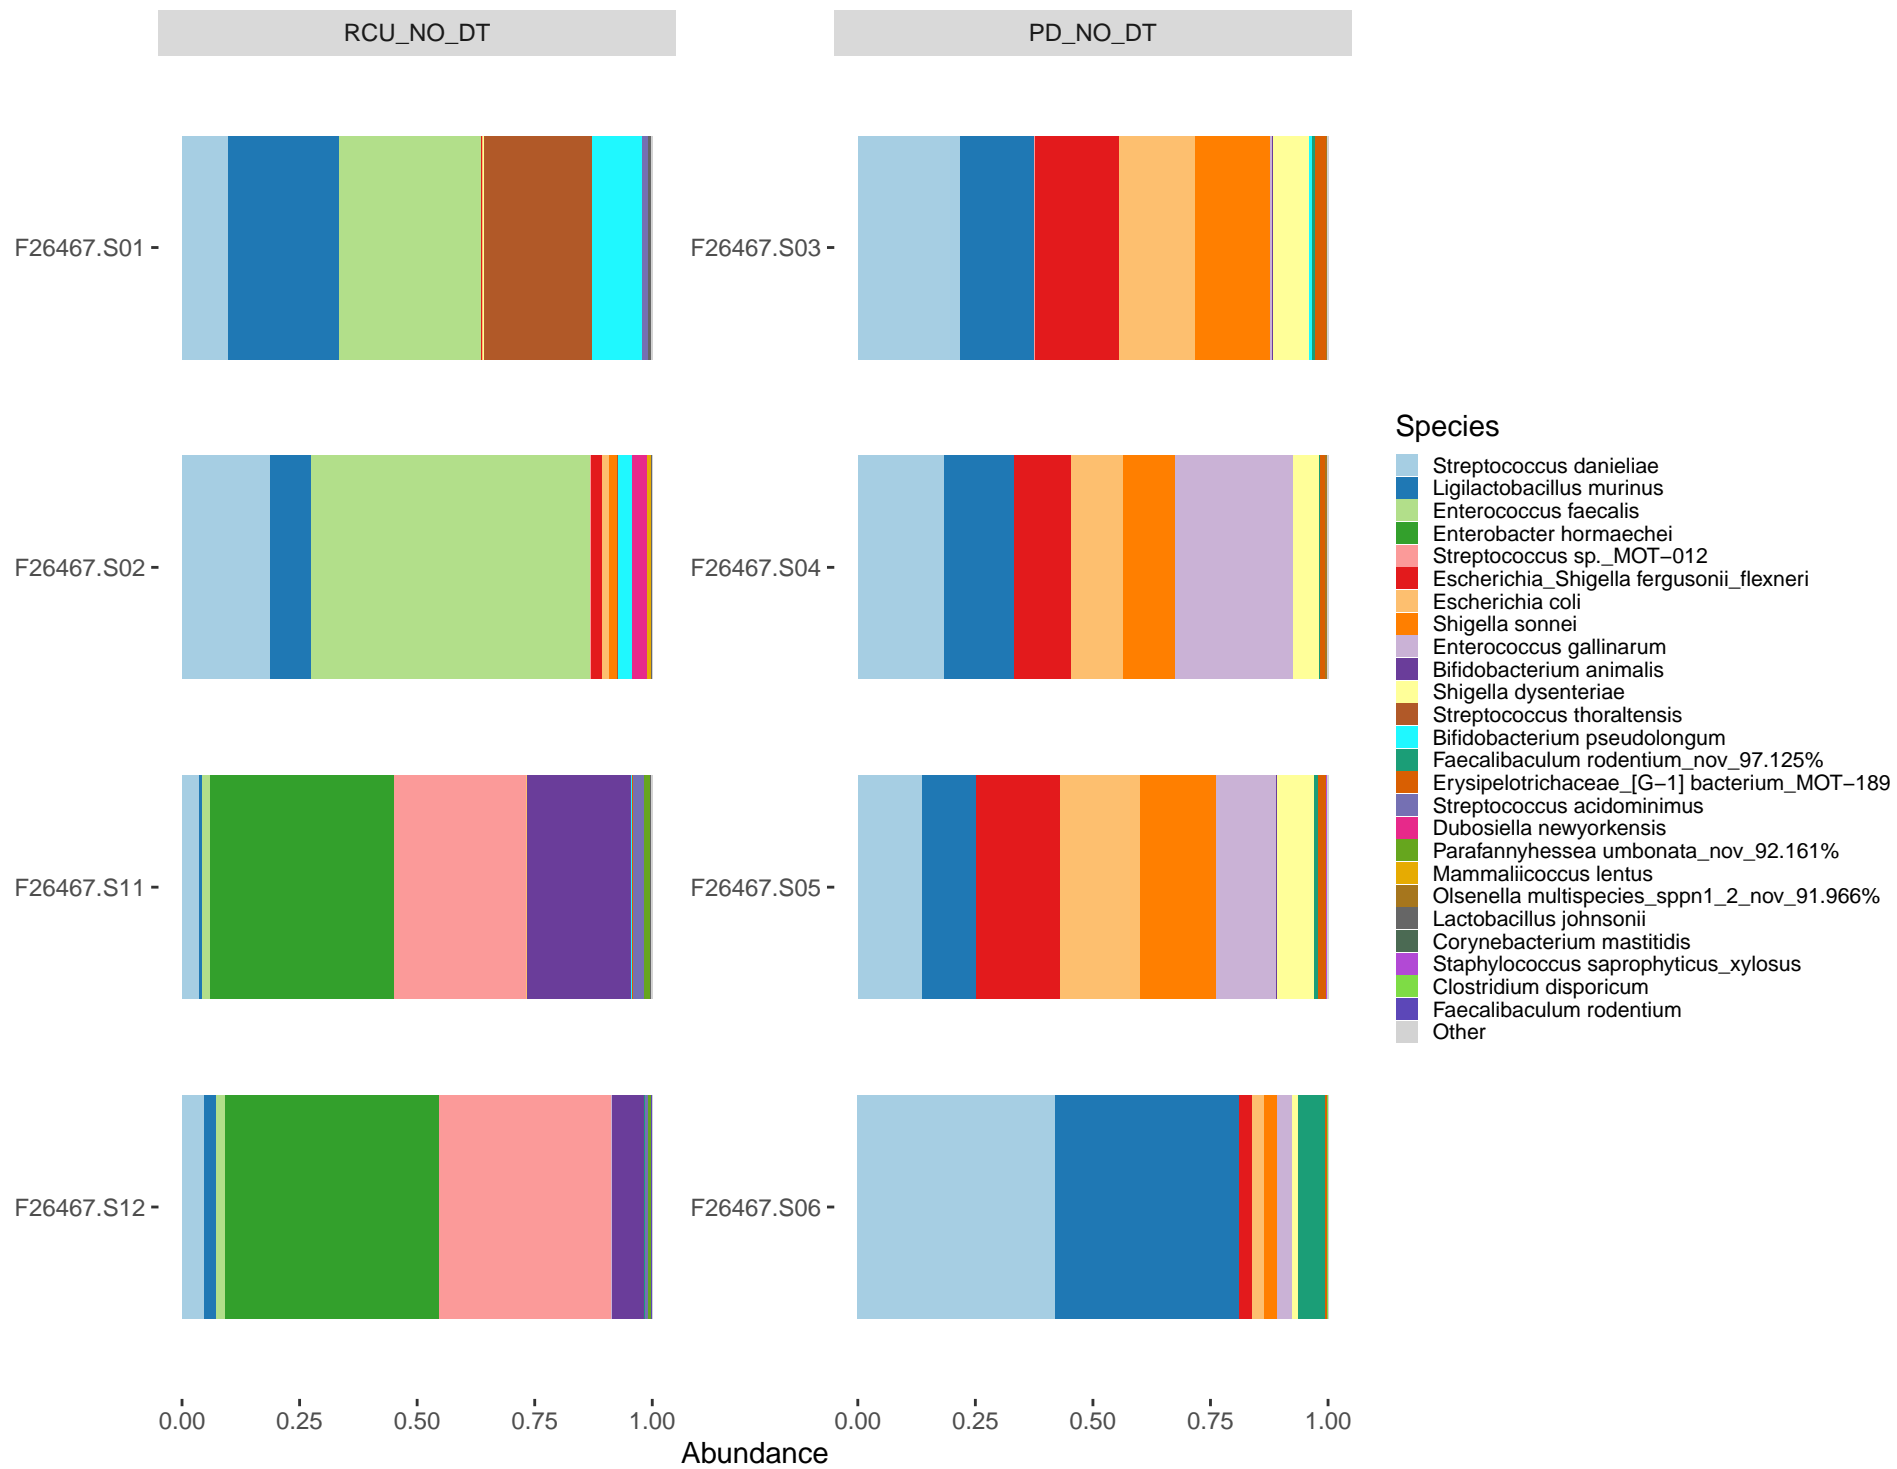 RCU_NO_DT
PD_NO_DT
F26467.S01
F26467.S03
F26467.S02
F26467.S04
F26467.S11
F26467.S05
F26467.S12
F26467.S06
0.00 0.25 0.50 0.75 1.00
0.00 0.25 0.50 0.75 1.00
Abundance
Species
Streptococcus danieliae
Ligilactobacillus murinus
Enterococcus faecalis
Enterobacter hormaechei
Streptococcus sp._MOT−012
Escherichia_Shigella fergusonii_flexneri
Escherichia coli
Shigella sonnei
Enterococcus gallinarum
Bifidobacterium animalis
Shigella dysenteriae
Streptococcus thoraltensis
Bifidobacterium pseudolongum
Faecalibaculum rodentium_nov_97.125%
Erysipelotrichaceae_[G−1] bacterium_MOT−189
Streptococcus acidominimus
Dubosiella newyorkensis
Parafannyhessea umbonata_nov_92.161%
Mammaliicoccus lentus
Olsenella multispecies_sppn1_2_nov_91.966%
Lactobacillus johnsonii
Corynebacterium mastitidis
Staphylococcus saprophyticus_xylosus
Clostridium disporicum
Faecalibaculum rodentium
Other